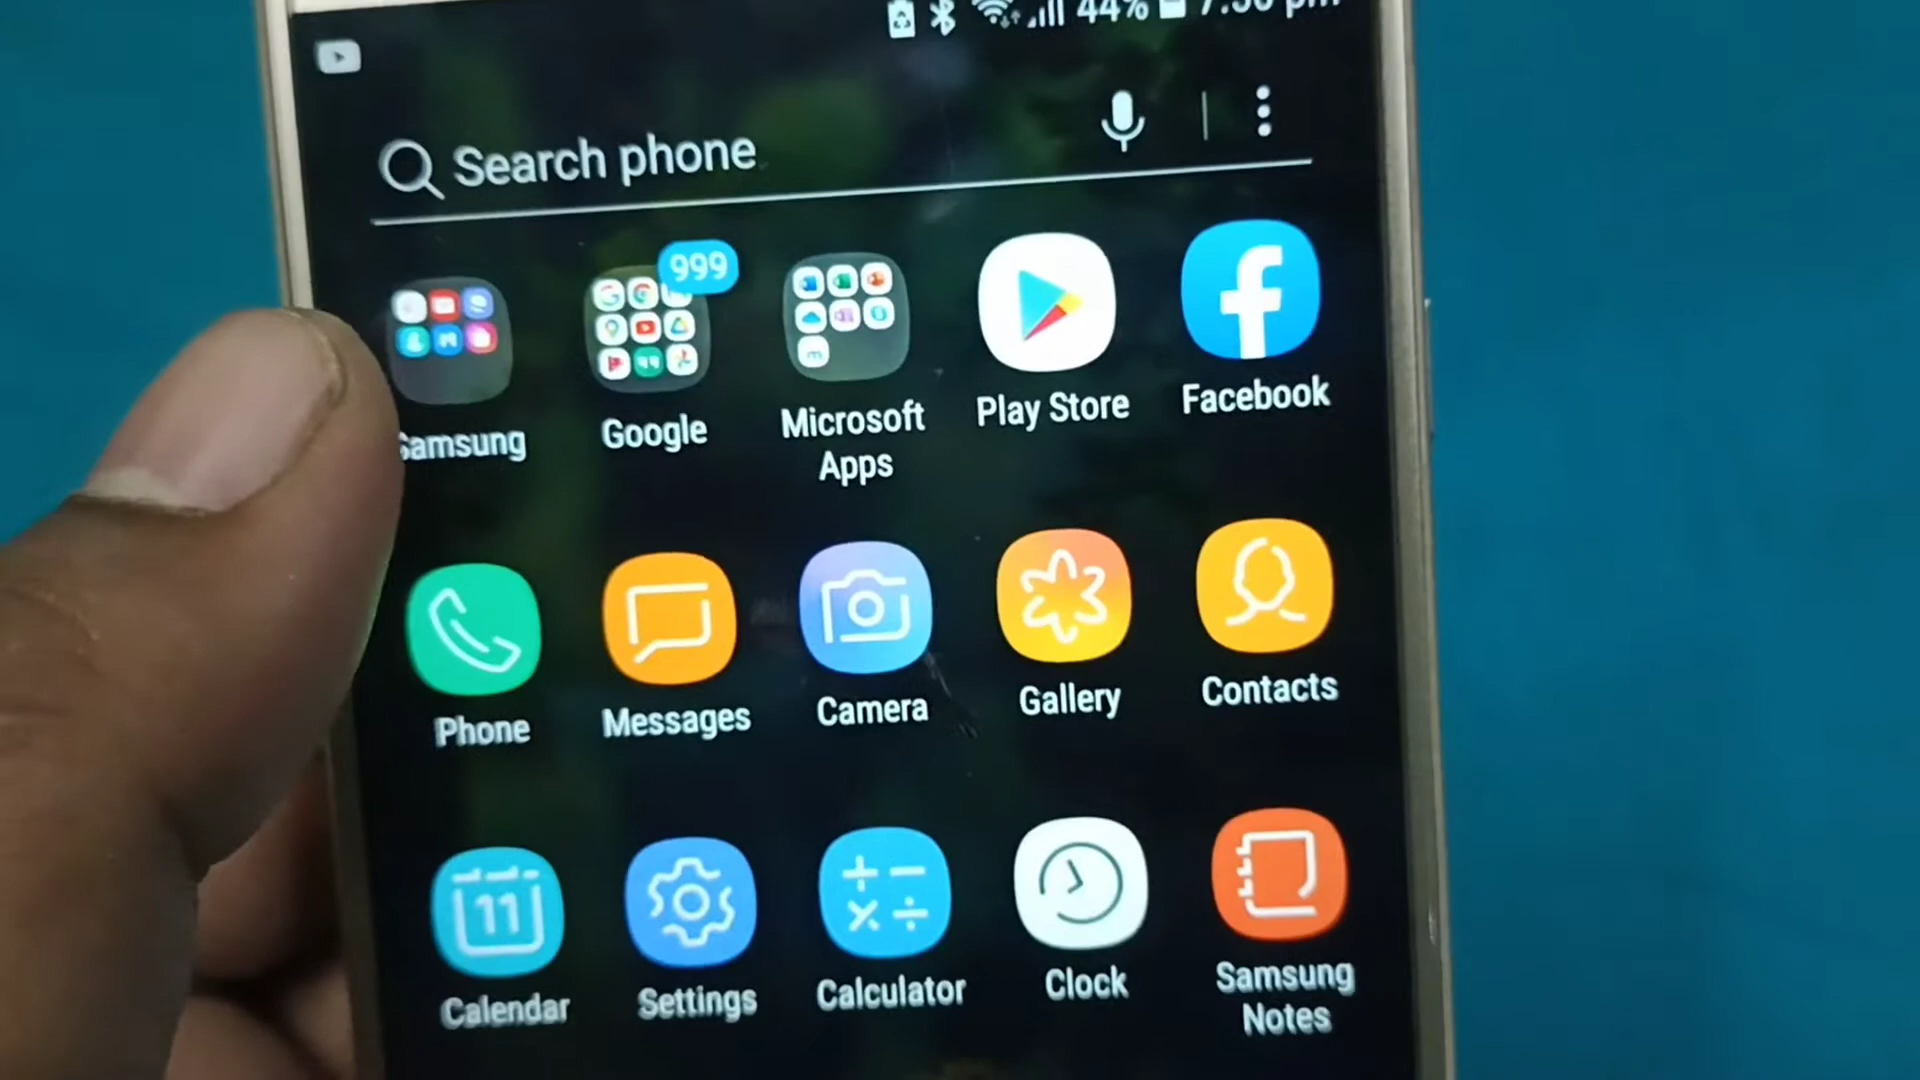 44%
Search phone
999
Samsung Google Microsoft Apps Play Store Facebook
Phone Messages Camera Gallery Contacts
11
Calendar Settings Calculator Clock Samsung Notes